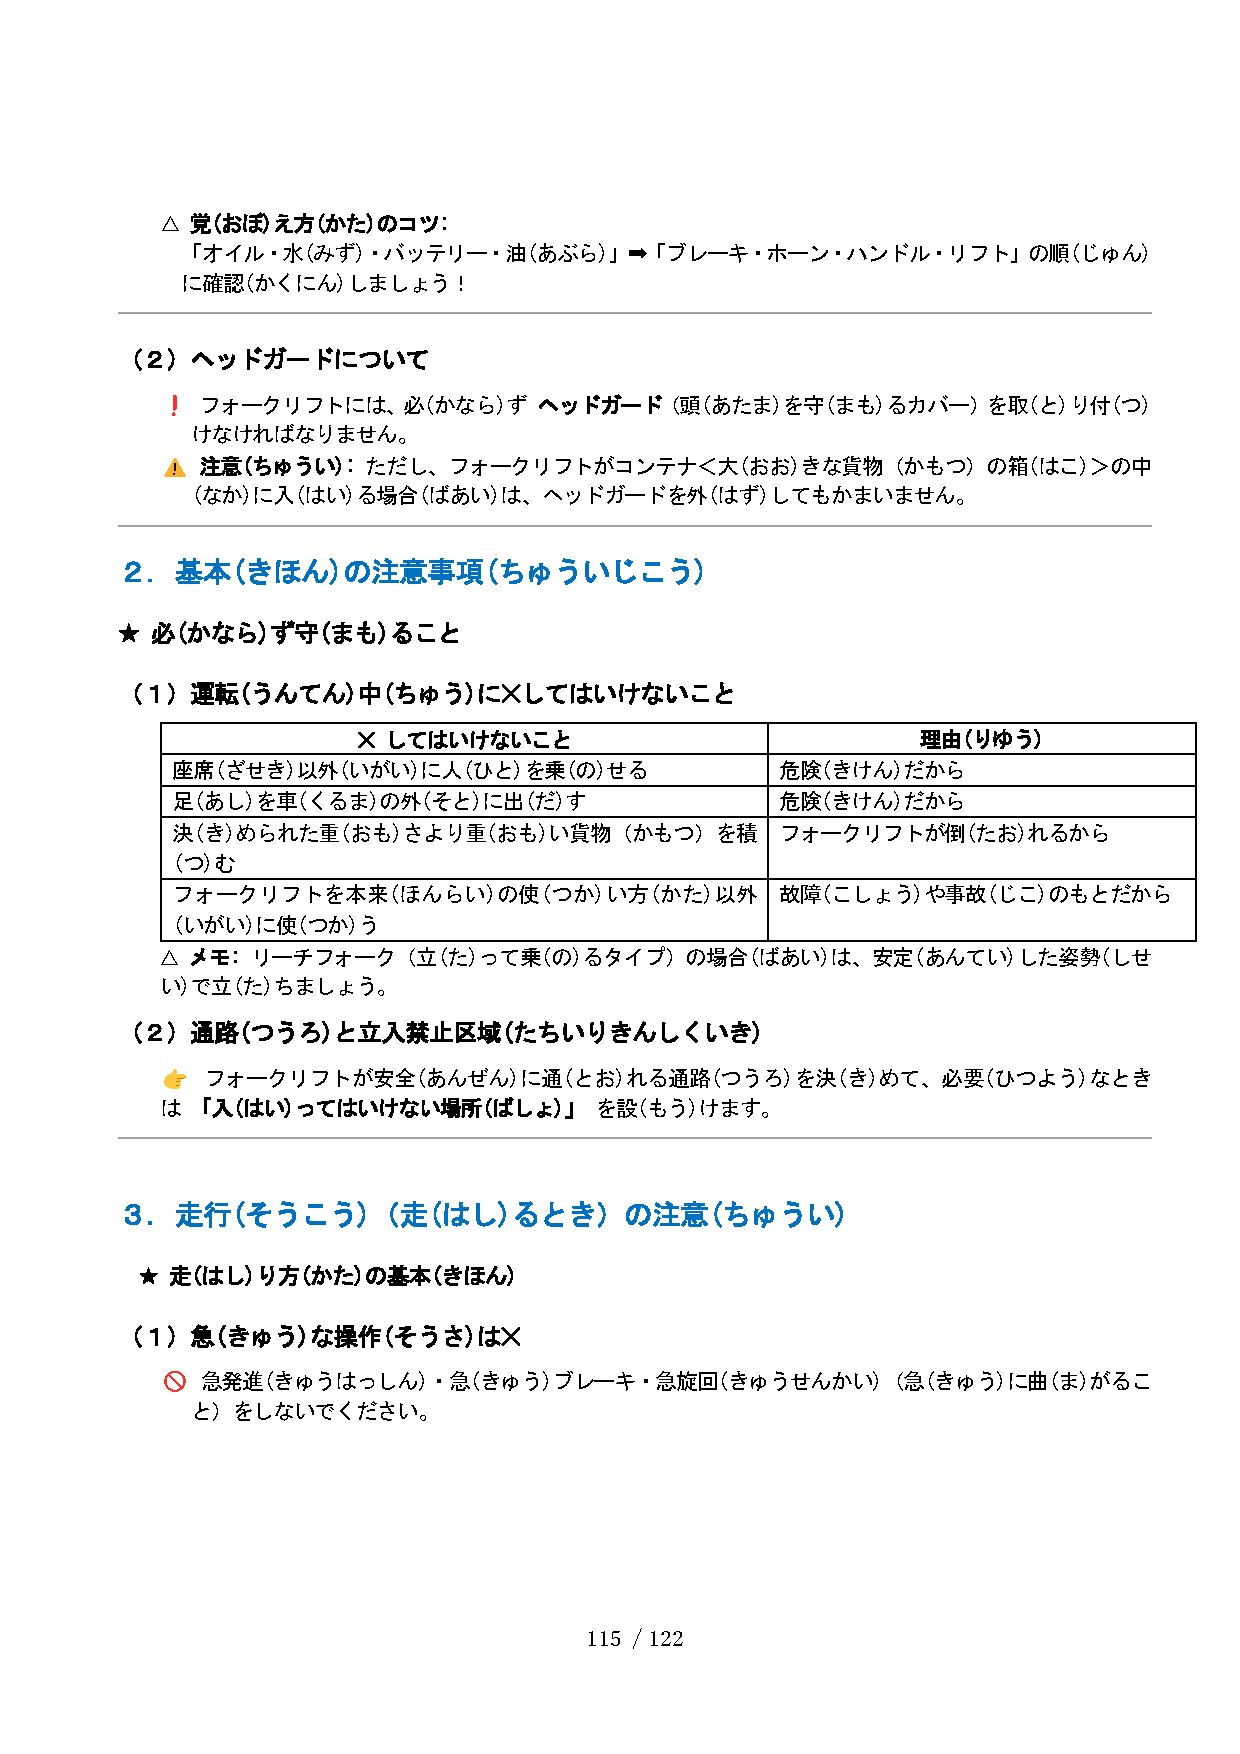 △ 覚(おぼ)え方(かた)のコツ:
「オイル・水(みず)・バッテリー・油(あぶら)」➡「ブレーキ・ホーン・ハンドル・リフト」の順(じゅん)
に確認(かくにん)しましょう！
（２）ヘッドガードについて
❗ フォークリフトには、必(かなら)ず ヘッドガード（頭(あたま)を守(まも)るカバー）を取(と)り付(つ)
けなければなりません。
⚠ 注意(ちゅうい): ただし、フォークリフトがコンテナ＜大(おお)きな貨物（かもつ）の箱(はこ)＞の中
(なか)に入(はい)る場合(ばあい)は、ヘッドガードを外(はず)してもかまいません。
２. 基本(きほん)の注意事項(ちゅういじこう)
★ 必(かなら)ず守(まも)ること
（１）運転(うんてん)中(ちゅう)に✕してはいけないこと
✕ してはいけないこと 理由(りゆう)
座席(ざせき)以外(いがい)に人(ひと)を乗(の)せる 危険(きけん)だから
足(あし)を車(くるま)の外(そと)に出(だ)す 危険(きけん)だから
決(き)められた重(おも)さより重(おも)い貨物（かもつ）を積 フォークリフトが倒(たお)れるから
(つ)む
フォークリフトを本来(ほんらい)の使(つか)い方(かた)以外 故障(こしょう)や事故(じこ)のもとだから
(いがい)に使(つか)う
△ メモ: リーチフォーク（立(た)って乗(の)るタイプ）の場合(ばあい)は、安定(あんてい)した姿勢(しせ
い)で立(た)ちましょう。
（２）通路(つうろ)と立入禁止区域(たちいりきんしくいき)
👉 フォークリフトが安全(あんぜん)に通(とお)れる通路(つうろ)を決(き)めて、必要(ひつよう)なとき
は 「入(はい)ってはいけない場所(ばしょ)」 を設(もう)けます。
３. 走行(そうこう)（走(はし)るとき）の注意(ちゅうい)
★ 走(はし)り方(かた)の基本(きほん)
（１）急(きゅう)な操作(そうさ)は✕
🚫 急発進(きゅうはっしん)・急(きゅう)ブレーキ・急旋回(きゅうせんかい)（急(きゅう)に曲(ま)がるこ
と）をしないでください。
115 / 122